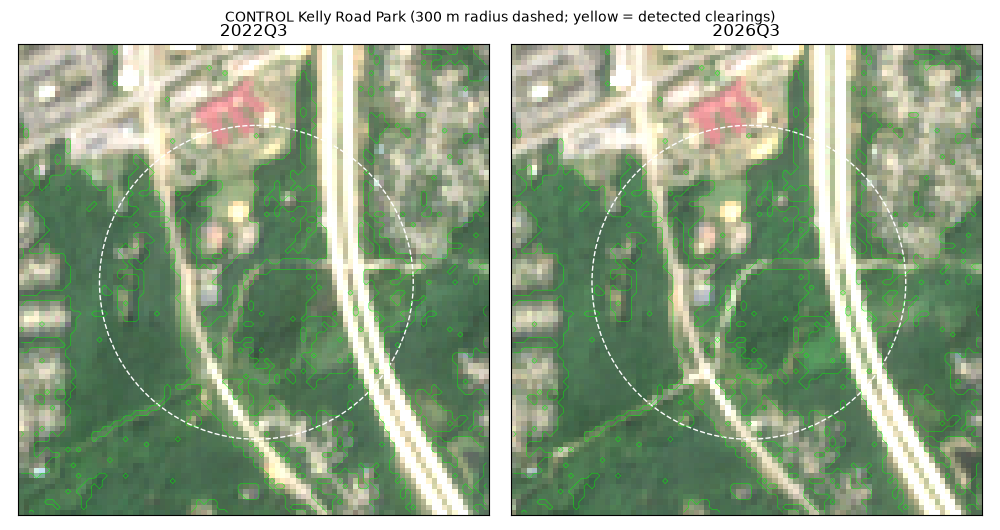 CONTROL Kelly Road Park (300 m radius dashed; yellow = detected clearings)
2022Q3
2026Q3